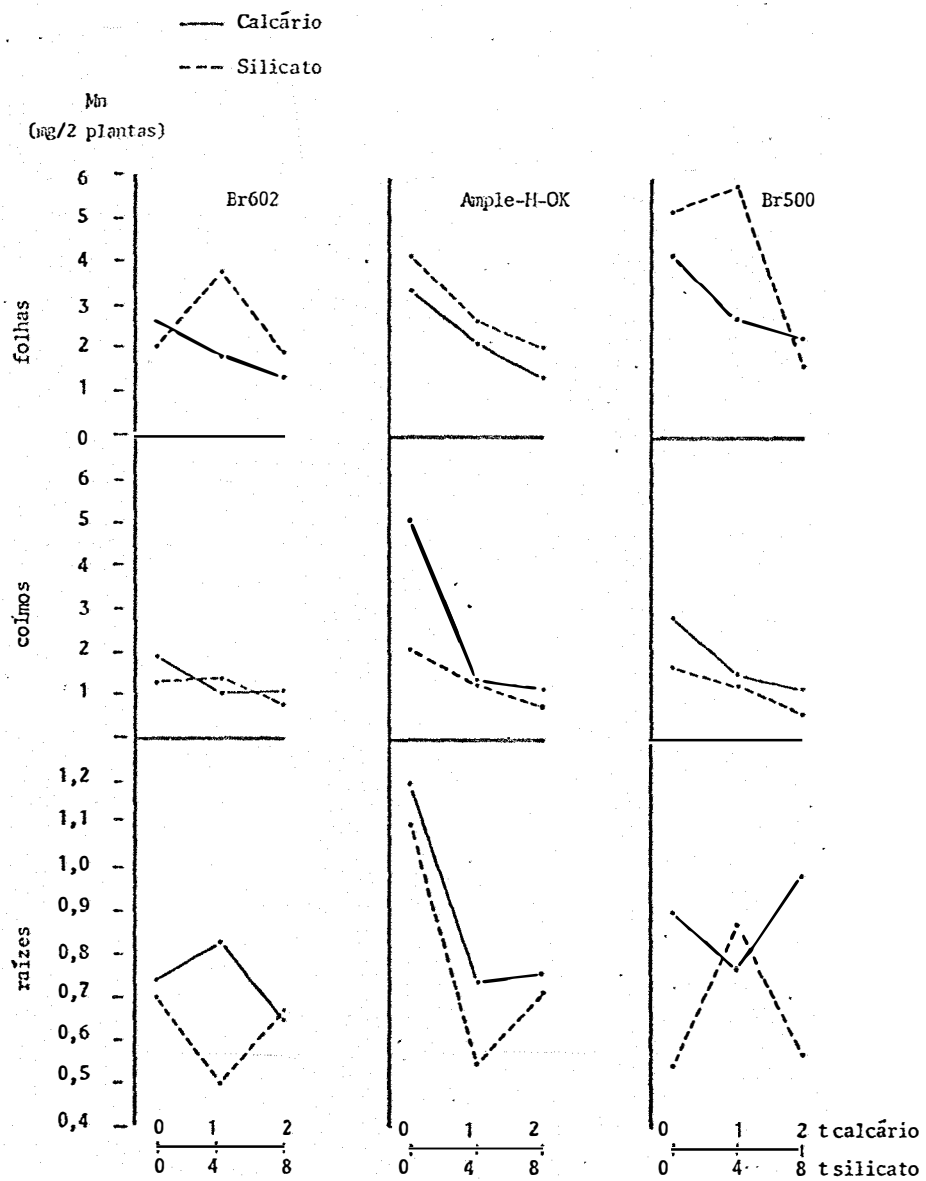 Calcário
Silicato
Mn
(mg/2 plantas)
Br602
Ample-H-OK
Br500
folhas
6
5
4
3
2
1
0
colmos
6
5
4
3
2
1
raízes
1,2
1,1
1,0
0,9
0,8
0,7
0,6
0,5
0,4
0 1 2 0 1 2 0 1 2 t calcário
0 4 8 0 4 8 0 4 8 t silicato